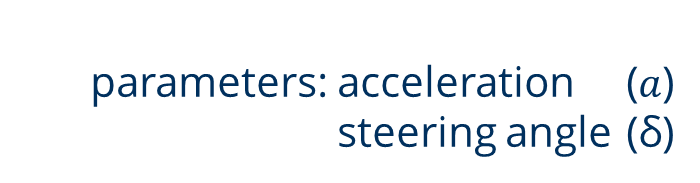 parameters: acceleration (a)
steering angle (δ)